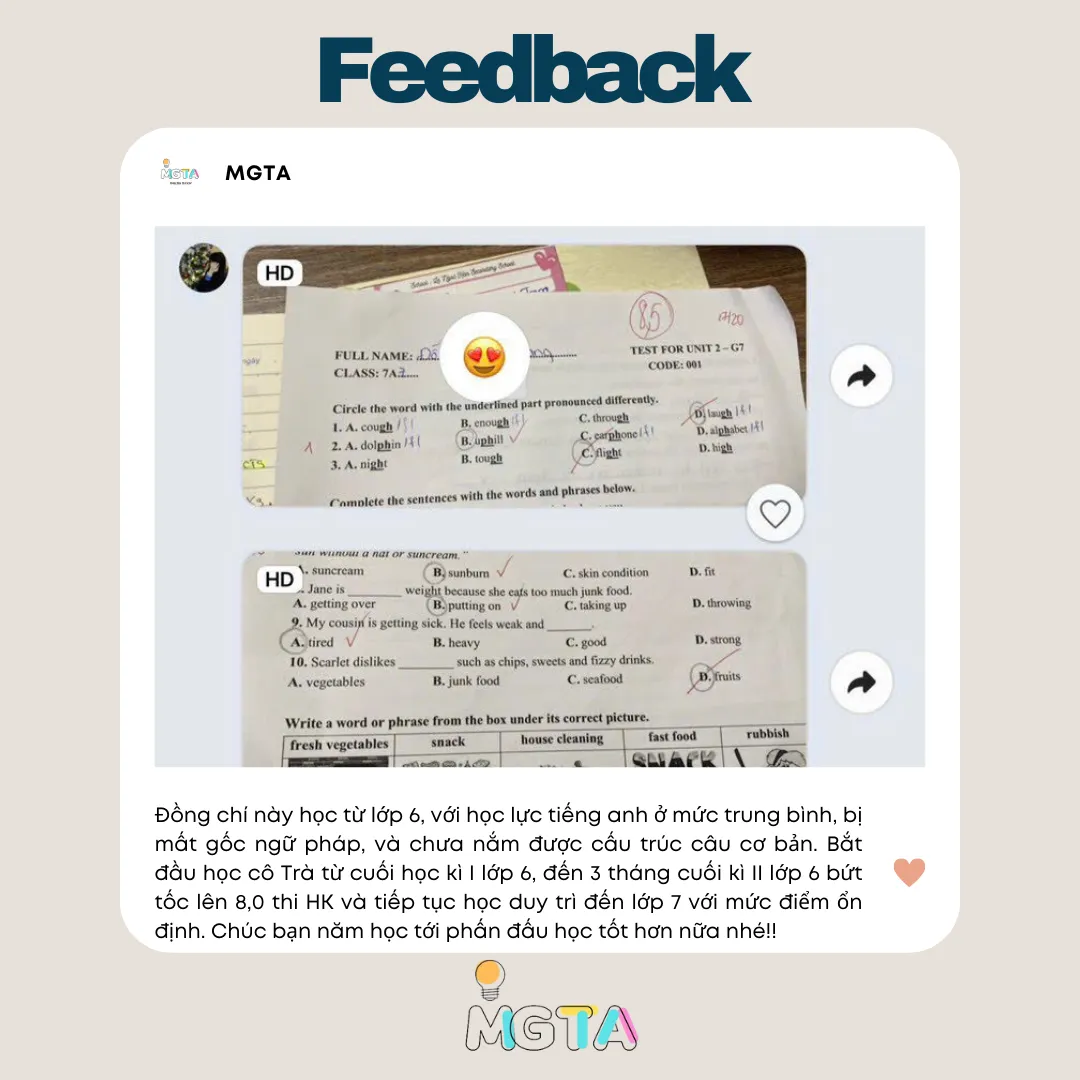 Feedback
MGTA
MGTA
HD
FULL NAME:
CLASS: 7A2
8,5
17/20
TEST FOR UNIT 2 – G7
CODE: 001
Circle the word with the underlined part pronounced differently.
1. A. cough /f/ B. enough /f/ C. through D. laugh /f/
1 2. A. dolphin /f/ B. uphill C. earphone /f/ D. alphabet /f/
3. A. night B. tough C. flight D. high
Complete the sentences with the words and phrases below.
HD
sun without a hat or suncream."
A. suncream B. sunburn C. skin condition D. fit
Jane is ________ weight because she eats too much junk food.
A. getting over B. putting on C. taking up D. throwing
9. My cousin is getting sick. He feels weak and _______.
A. tired B. heavy C. good D. strong
10. Scarlet dislikes ________ such as chips, sweets and fizzy drinks.
A. vegetables B. junk food C. seafood D. fruits
Write a word or phrase from the box under its correct picture.
fresh vegetables snack house cleaning fast food rubbish
SNACK
Đồng chí này học từ lớp 6, với học lực tiếng anh ở mức trung bình, bị
mất gốc ngữ pháp, và chưa nắm được cấu trúc câu cơ bản. Bắt
đầu học cô Trà từ cuối học kì I lớp 6, đến 3 tháng cuối kì II lớp 6 bứt
tốc lên 8,0 thi HK và tiếp tục học duy trì đến lớp 7 với mức điểm ổn
định. Chúc bạn năm học tới phấn đấu học tốt hơn nữa nhé!!
MGTA